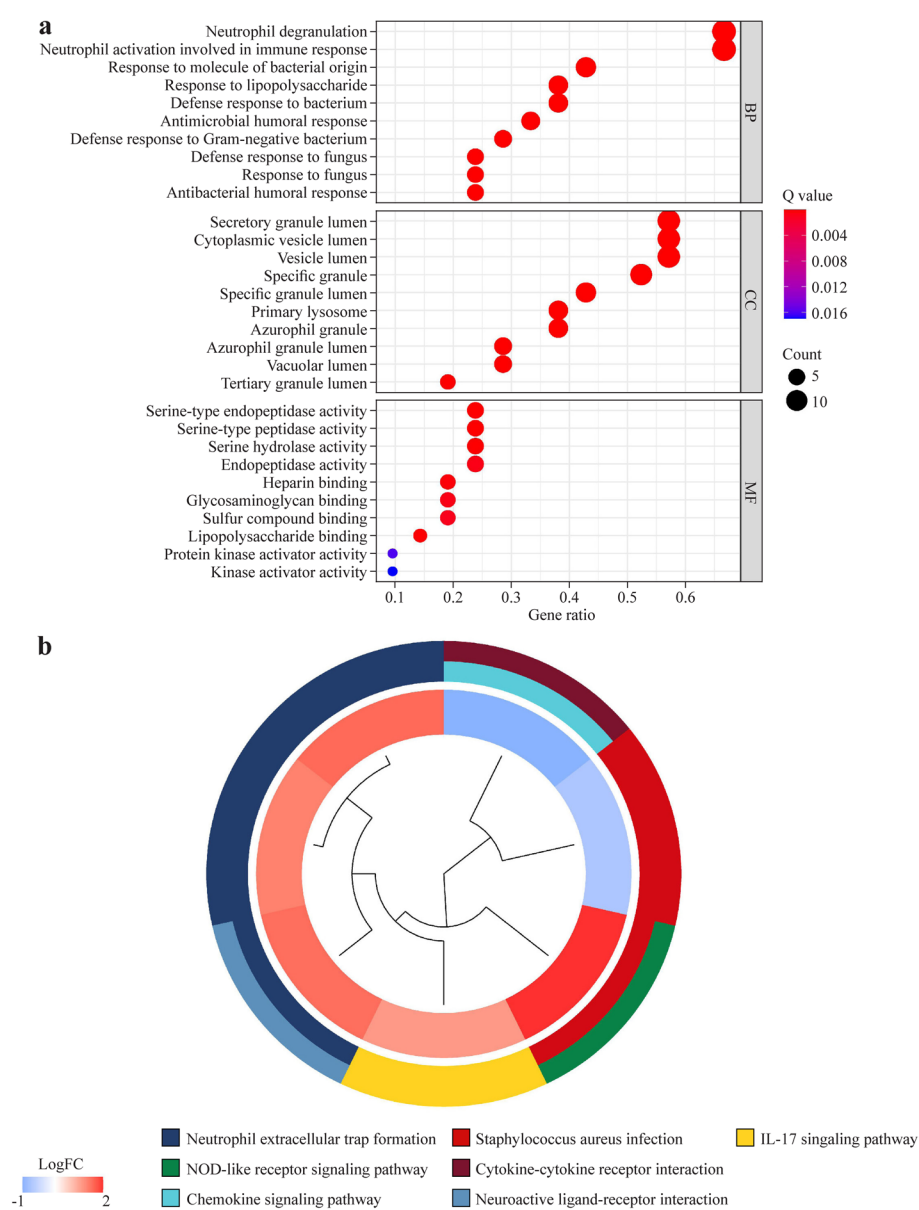 a
Neutrophil degranulation
Neutrophil activation involved in immune response
Response to molecule of bacterial origin
Response to lipopolysaccharide
Defense response to bacterium
Antimicrobial humoral response
Defense response to Gram-negative bacterium
Defense response to fungus
Response to fungus
Antibacterial humoral response
BP
Secretory granule lumen
Cytoplasmic vesicle lumen
Vesicle lumen
Specific granule
Specific granule lumen
Primary lysosome
Azurophil granule
Azurophil granule lumen
Vacuolar lumen
Tertiary granule lumen
CC
Serine-type endopeptidase activity
Serine-type peptidase activity
Serine hydrolase activity
Endopeptidase activity
Heparin binding
Glycosaminoglycan binding
Sulfur compound binding
Lipopolysaccharide binding
Protein kinase activator activity
Kinase activator activity
MF
0.1 0.2 0.3 0.4 0.5 0.6
Gene ratio
Q value
0.004
0.008
0.012
0.016
Count
5
10
b
LogFC
-1 2
Neutrophil extracellular trap formation
Staphylococcus aureus infection
IL-17 singaling pathway
NOD-like receptor signaling pathway
Cytokine-cytokine receptor interaction
Chemokine signaling pathway
Neuroactive ligand-receptor interaction